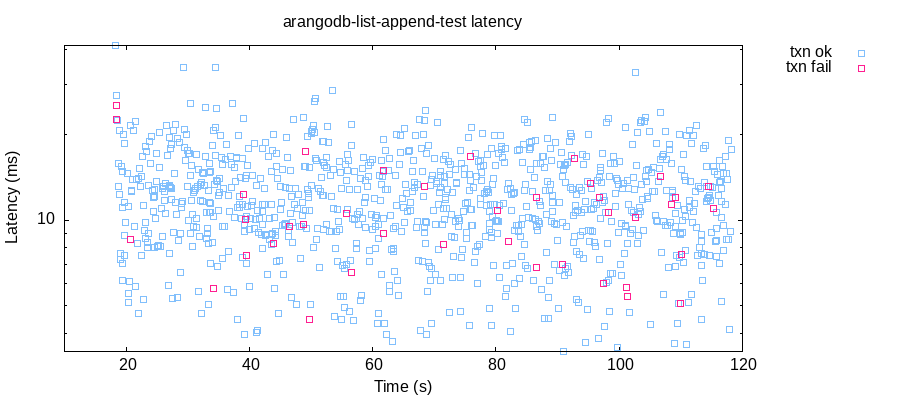 arangodb-list-append-test latency
txn ok
txn fail
Latency (ms)
10
20 40 60 80 100 120
Time (s)